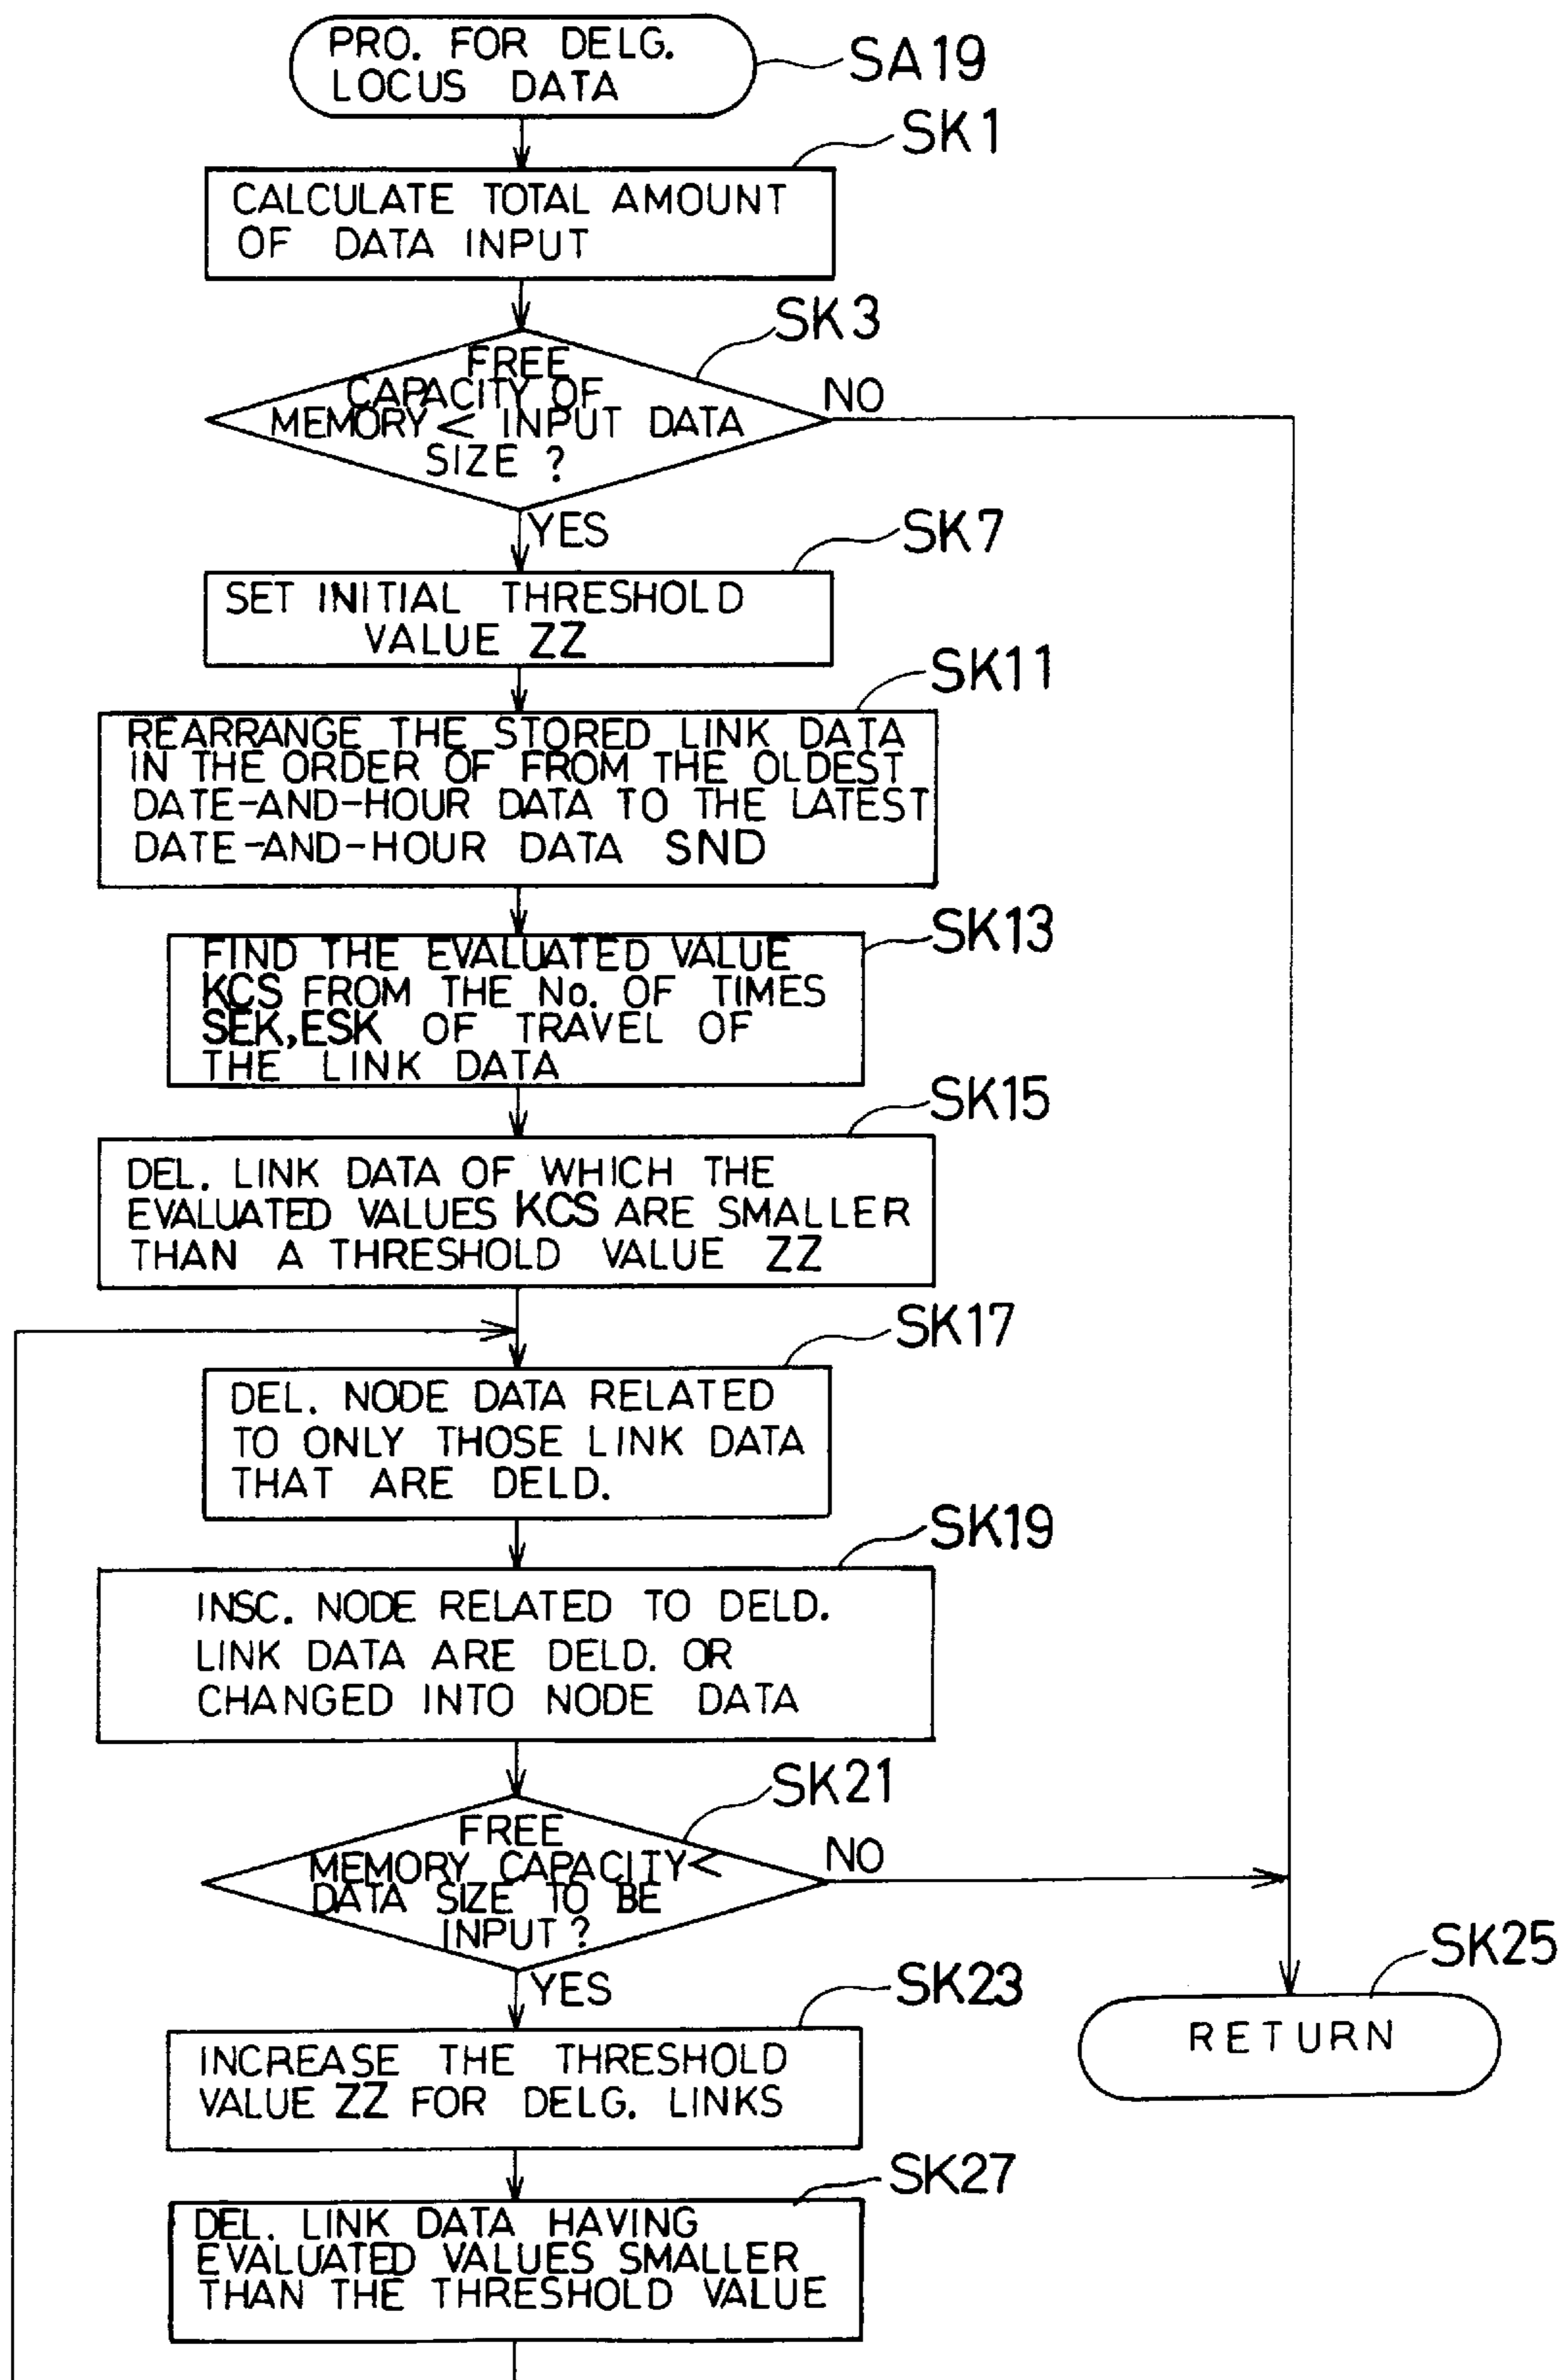 PRO. FOR DELG.
LOCUS DATA
SA19
SK1
CALCULATE TOTAL AMOUNT
OF DATA INPUT
SK3
FREE
CAPACITY OF
MEMORY < INPUT DATA
SIZE ?
NO
YES
SK7
SET INITIAL THRESHOLD
VALUE ZZ
SK11
REARRANGE THE STORED LINK DATA
IN THE ORDER OF FROM THE OLDEST
DATE-AND-HOUR DATA TO THE LATEST
DATE-AND-HOUR DATA SND
SK13
FIND THE EVALUATED VALUE
KCS FROM THE No. OF TIMES
SEK,ESK OF TRAVEL OF
THE LINK DATA
SK15
DEL. LINK DATA OF WHICH THE
EVALUATED VALUES KCS ARE SMALLER
THAN A THRESHOLD VALUE ZZ
SK17
DEL. NODE DATA RELATED
TO ONLY THOSE LINK DATA
THAT ARE DELD.
SK19
INSC. NODE RELATED TO DELD.
LINK DATA ARE DELD. OR
CHANGED INTO NODE DATA
SK21
FREE
MEMORY CAPACITY <
DATA SIZE TO BE
INPUT ?
NO
YES
SK25
RETURN
SK23
INCREASE THE THRESHOLD
VALUE ZZ FOR DELG. LINKS
SK27
DEL. LINK DATA HAVING
EVALUATED VALUES SMALLER
THAN THE THRESHOLD VALUE